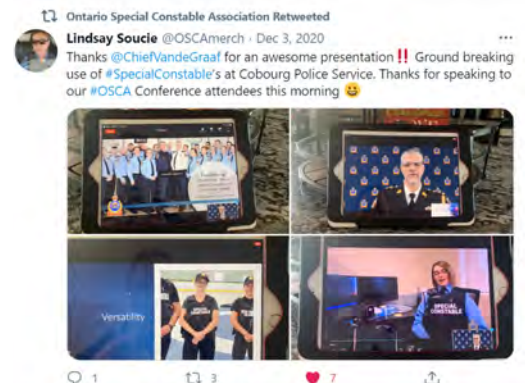 Ontario Special Constable Association Retweeted
Lindsay Soucie @OSCAmerch · Dec 3, 2020 ...
Thanks @ChiefVandeGraaf for an awesome presentation‼ Ground breaking
use of #SpecialConstable's at Cobourg Police Service. Thanks for speaking to
our #OSCA Conference attendees this morning 😀
Versatility
SPECIAL
CONSTABLE
SPECIAL
CONSTABLE
1 3 7